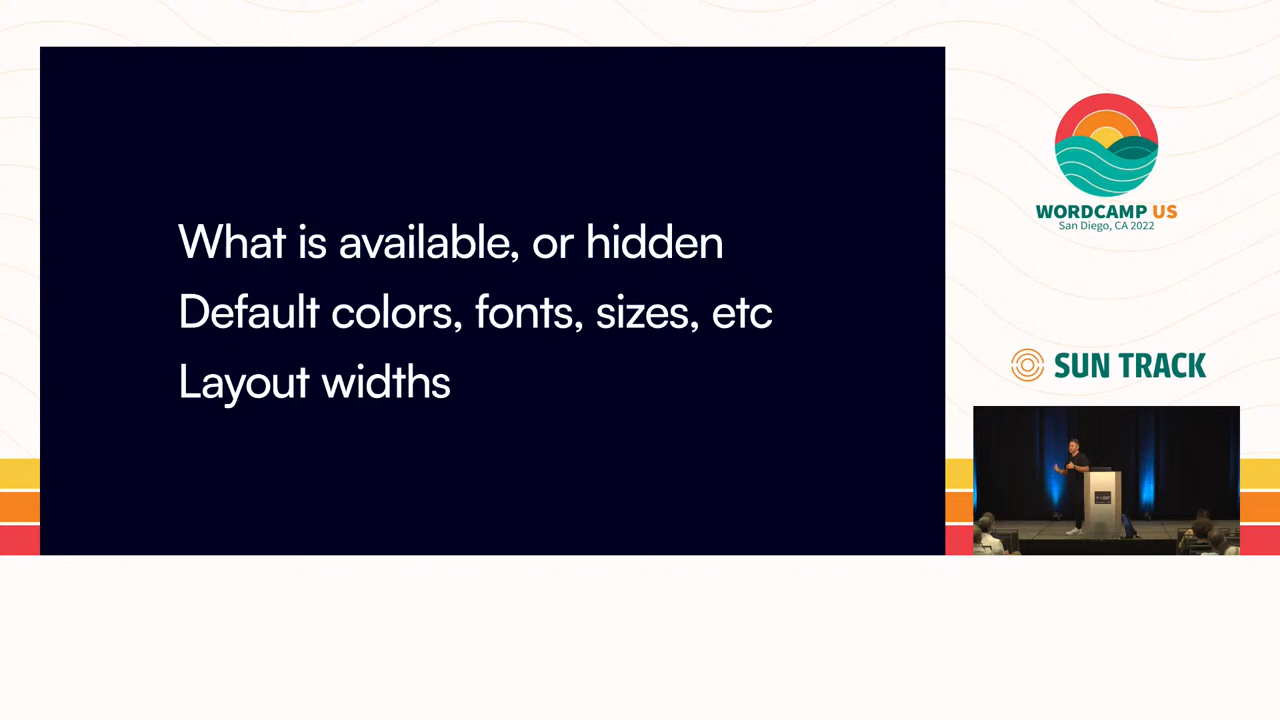 What is available, or hidden
Default colors, fonts, sizes, etc
Layout widths
WORDCAMP US
San Diego, CA 2022
SUN TRACK